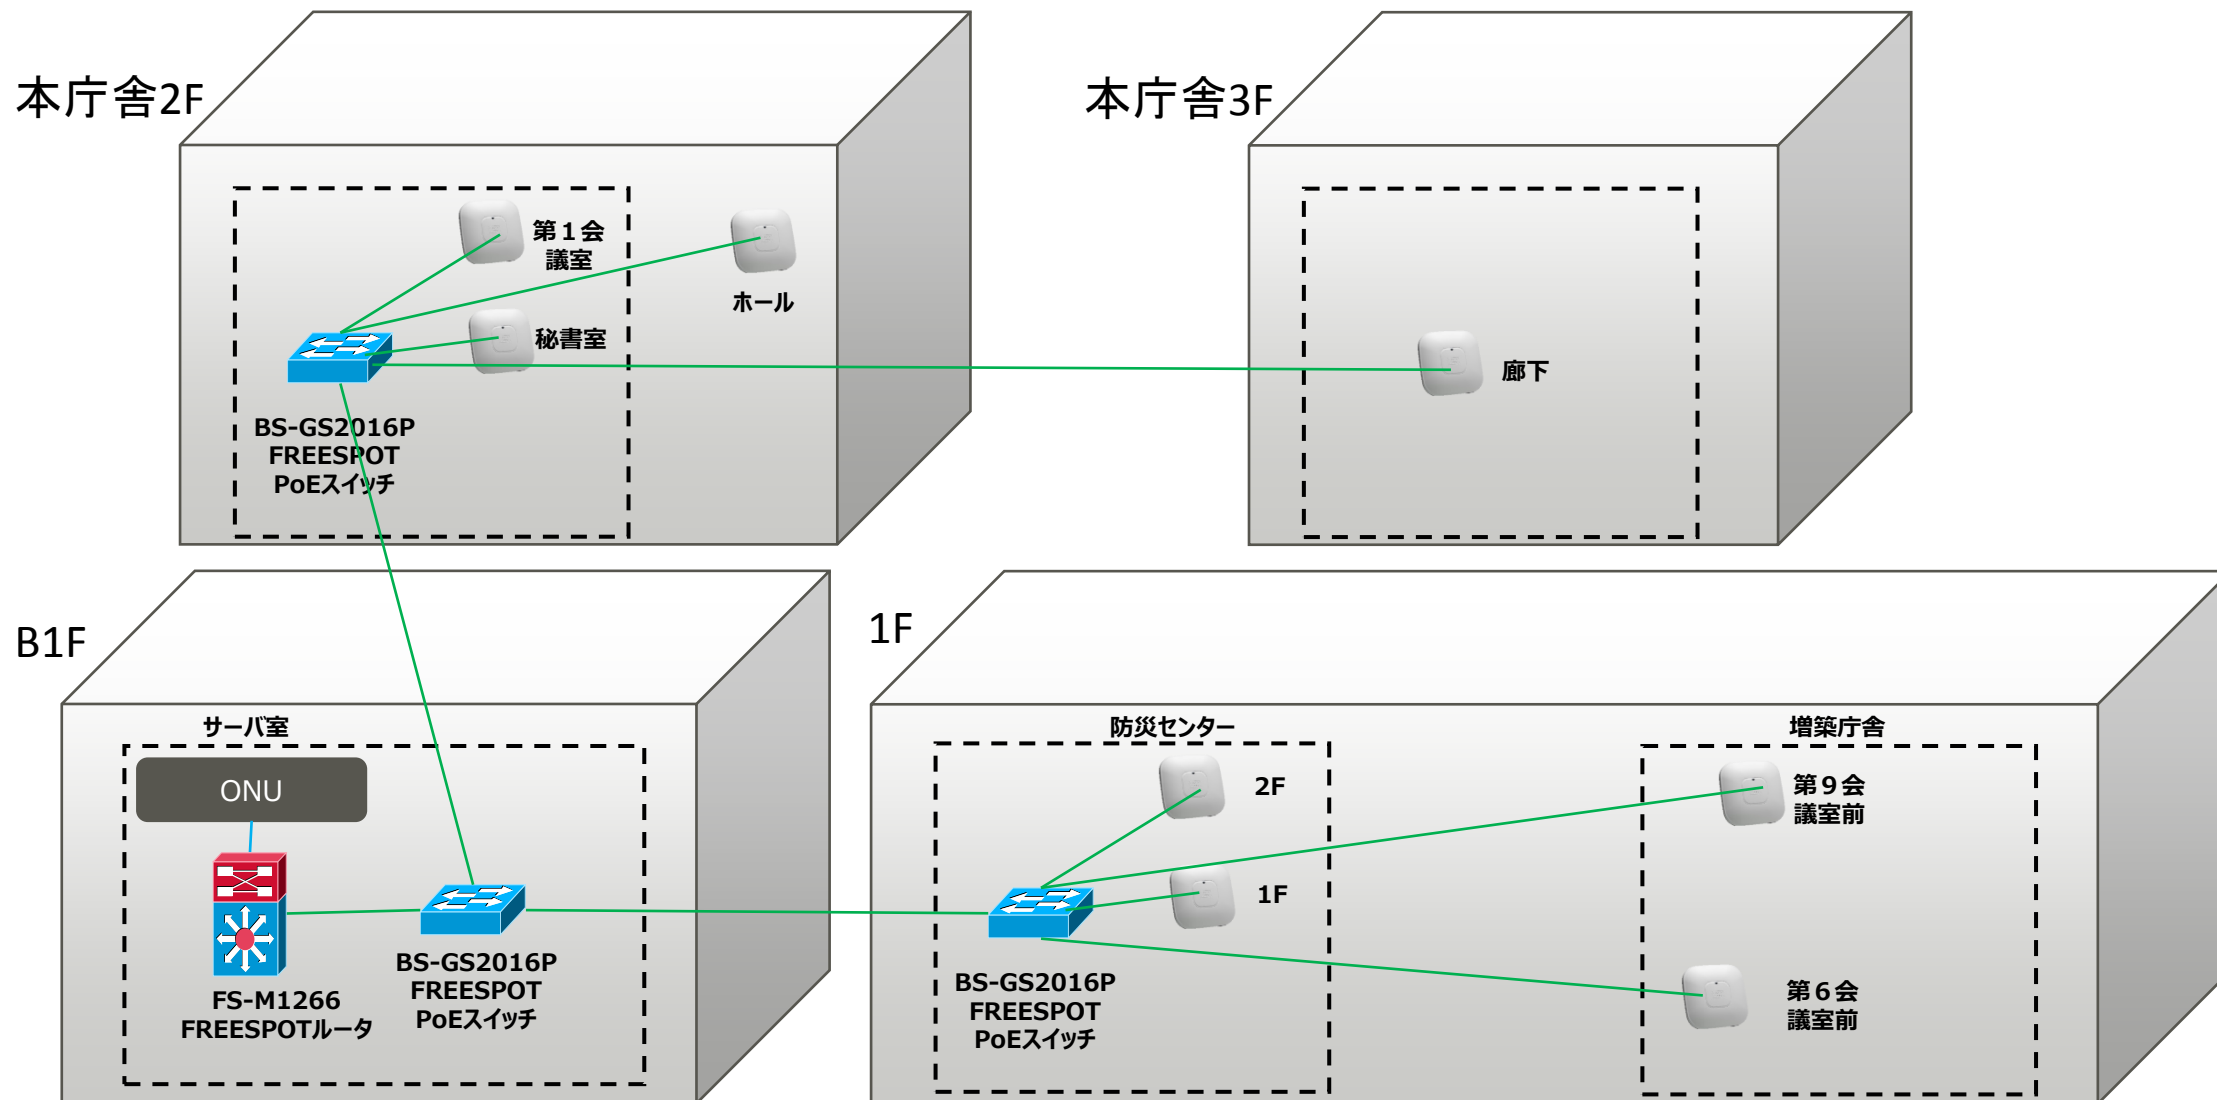 本庁舎2F
第１会
議室
ホール
秘書室
BS-GS2016P
FREESPOT
PoEスイッチ
本庁舎3F
廊下
B1F
サーバ室
ONU
FS-M1266
FREESPOTルータ
BS-GS2016P
FREESPOT
PoEスイッチ
1F
防災センター
2F
1F
BS-GS2016P
FREESPOT
PoEスイッチ
増築庁舎
第９会
議室前
第６会
議室前